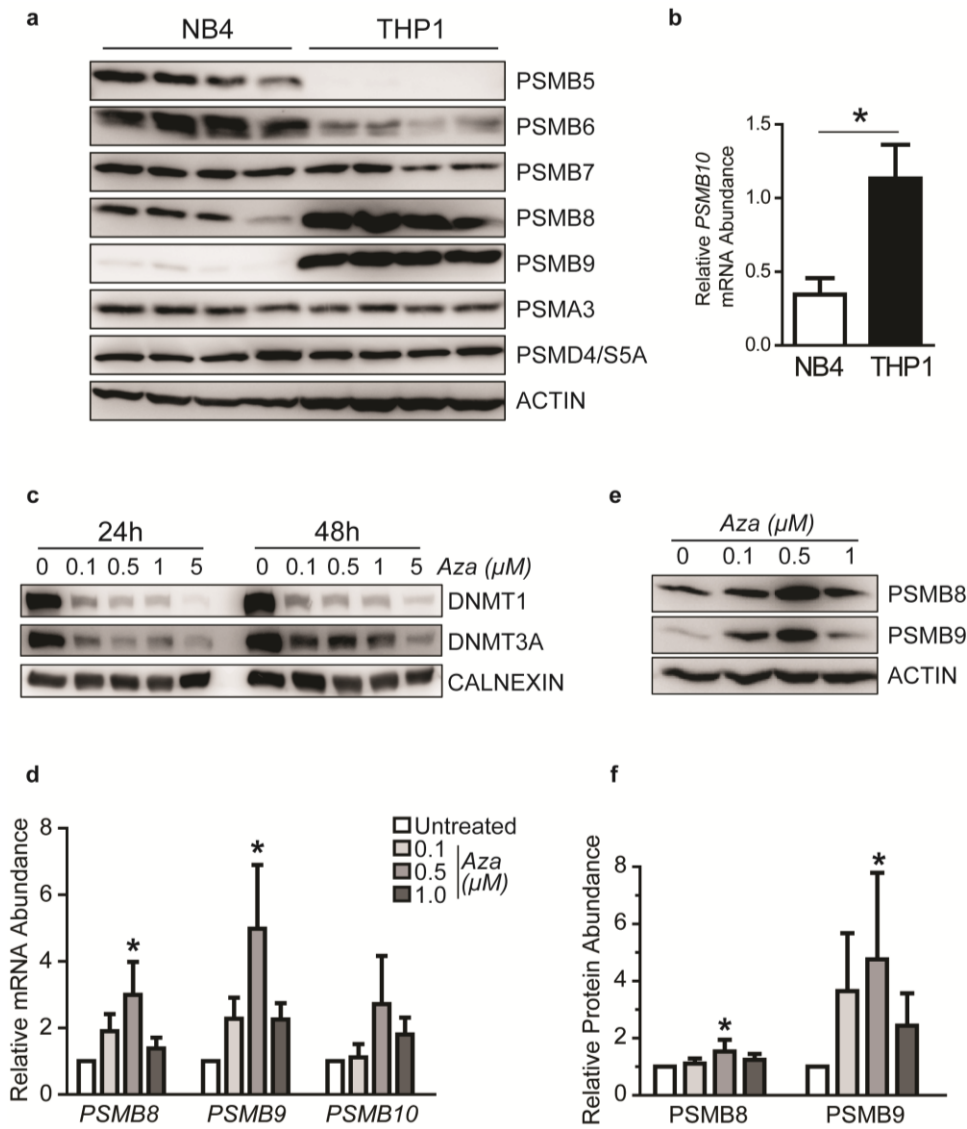 a
NB4 THP1
PSMB5
PSMB6
PSMB7
PSMB8
PSMB9
PSMA3
PSMD4/S5A
ACTIN
b
Relative PSMB10
mRNA Abundance
*
1.5
1.0
0.5
0.0
NB4 THP1
c
24h 48h
0 0.1 0.5 1 5 0 0.1 0.5 1 5 Aza (µM)
DNMT1
DNMT3A
CALNEXIN
e
Aza (µM)
0 0.1 0.5 1
PSMB8
PSMB9
ACTIN
d
Relative mRNA Abundance
8
6
4
2
0
* *
PSMB8 PSMB9 PSMB10
Untreated
0.1
0.5
1.0
Aza
(µM)
f
Relative Protein Abundance
8
6
4
2
0
* *
PSMB8 PSMB9